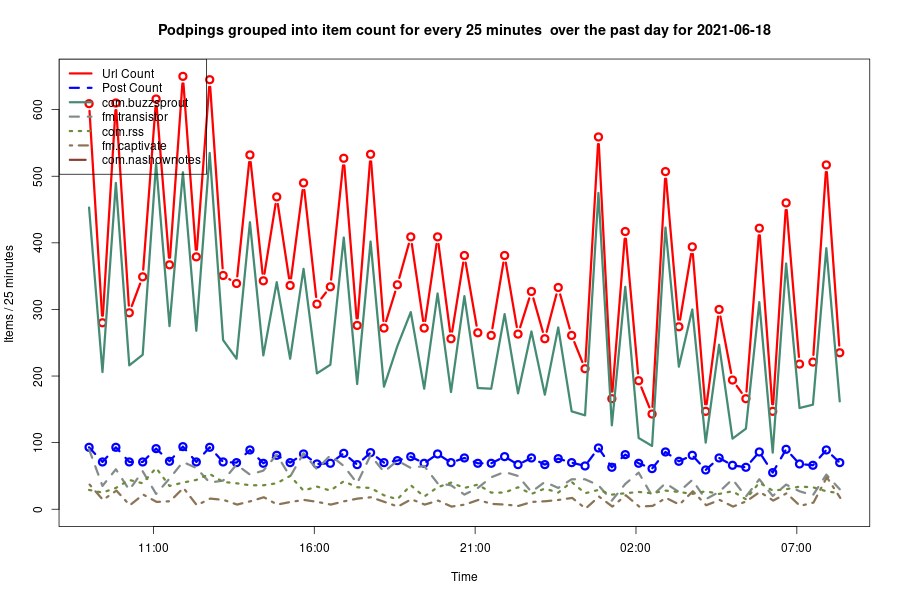 Podpings grouped into item count for every 25 minutes  over the past day for 2021-06-18
Url Count
Post Count
com.buzzsprout
fm.transistor
com.rss
fm.captivate
com.nashownotes
Items / 25 minutes
600
500
400
300
200
100
0
11:00
16:00
21:00
02:00
07:00
Time